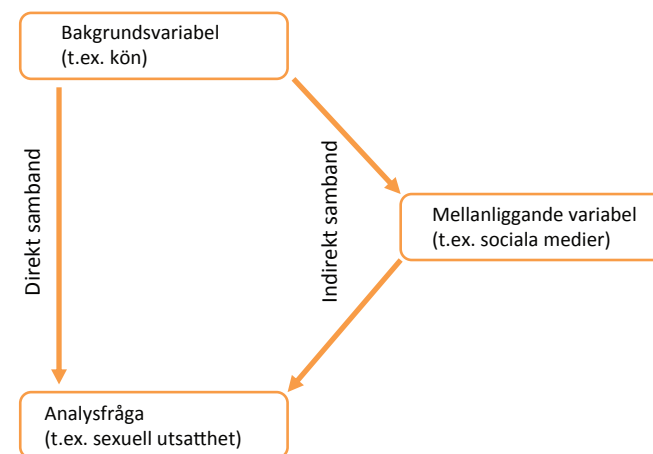 Bakgrundsvariabel
(t.ex. kön)
Direkt samband
Indirekt samband
Mellanliggande variabel
(t.ex. sociala medier)
Analysfråga
(t.ex. sexuell utsatthet)